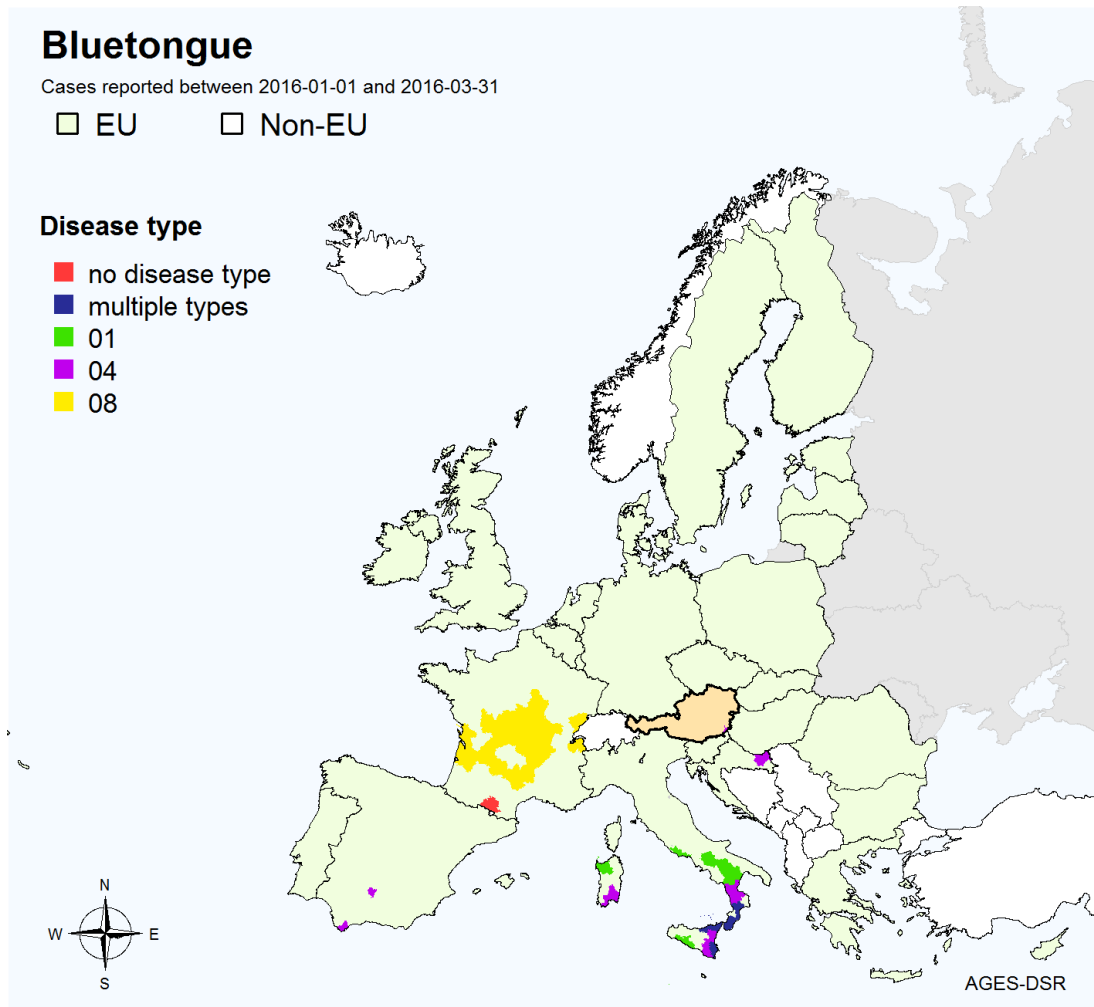 Bluetongue
Cases reported between 2016-01-01 and 2016-03-31
EU Non-EU
Disease type
no disease type
multiple types
01
04
08
N
W E
S
AGES-DSR